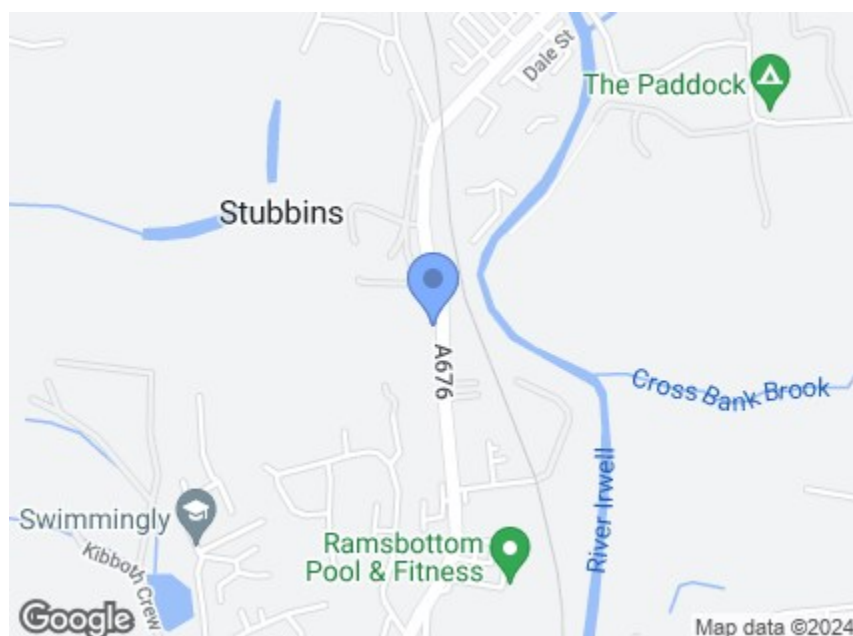 Dale St
The Paddock
Stubbins
A676
Cross Bank Brook
River Irwell
Swimmingly
Kibboth Crew
Ramsbottom
Pool & Fitness
Google
Map data ©2024